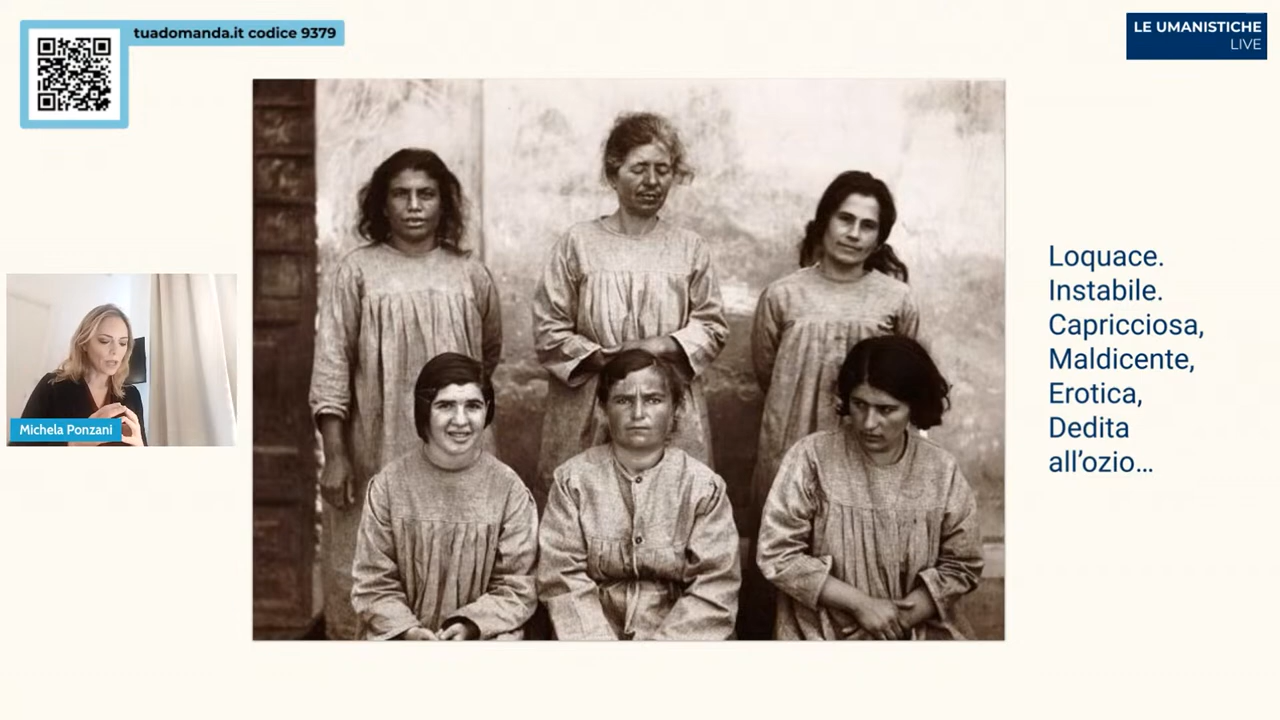 tuadomanda.it codice 9379
LE UMANISTICHE
LIVE
Michela Ponzani
Loquace.
Instabile.
Capricciosa,
Maldicente,
Erotica,
Dedita
all’ozio…